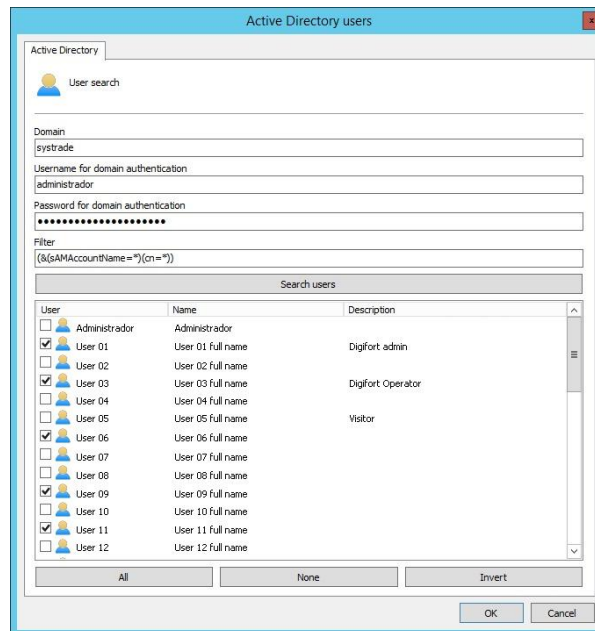 Active Directory users
x
Active Directory
User search
Domain
systrade
Username for domain authentication
administrador
Password for domain authentication
●●●●●●●●●●●●●●●●●●●●●●
Filter
(&(sAMAccountName=*)(cn=*))
Search users
User Name Description
Administrador Administrador
User 01 User 01 full name Digifort admin
User 02 User 02 full name
User 03 User 03 full name Digifort Operator
User 04 User 04 full name
User 05 User 05 full name Visitor
User 06 User 06 full name
User 07 User 07 full name
User 08 User 08 full name
User 09 User 09 full name
User 10 User 10 full name
User 11 User 11 full name
User 12 User 12 full name
All None Invert
OK Cancel